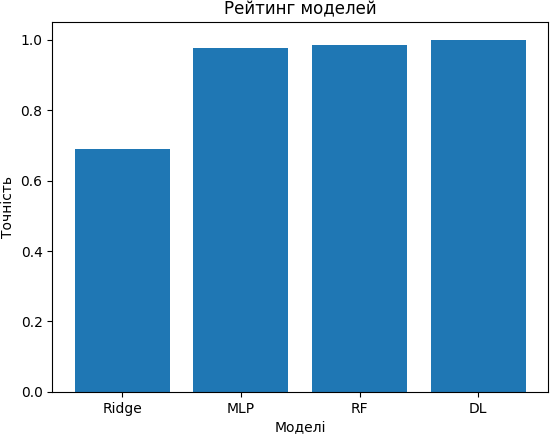 Рейтинг моделей
Точність
1.0
0.8
0.6
0.4
0.2
0.0
Ridge
MLP
RF
DL
Моделі